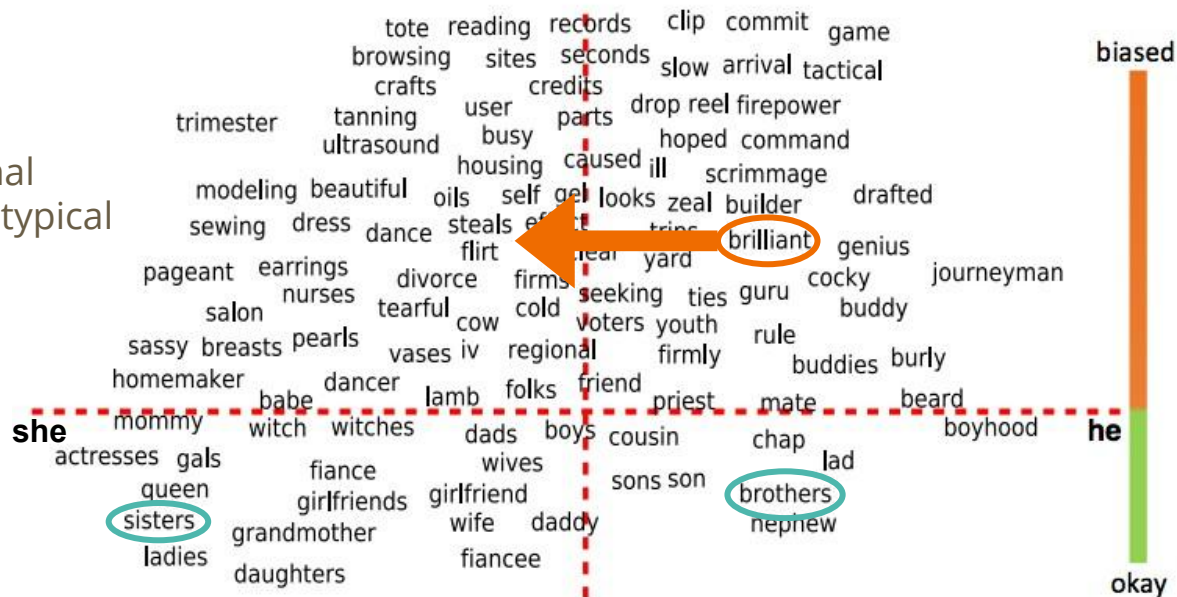 tote reading records clip commit game
browsing sites seconds slow arrival tactical
biased
crafts credits
user parts drop reel firepower
trimester tanning
ultrasound busy hoped command
housing caused ill scrimmage
nal
modeling beautiful oils self gel looks zeal builder drafted
typical
sewing dress dance steals brilliant genius
flirt yard
pageant earrings divorce firms seeking ties guru cocky journeyman
nurses buddy
salon tearful cow cold voters youth rule
sassy breasts pearls vases iv regional firmly buddies burly
homemaker babe dancer lamb folks friend priest mate beard
she mommy witch witches dads boys cousin chap boyhood he
actresses gals fiance wives lad
queen girlfriends girlfriend sons son brothers
sisters grandmother wife daddy nephew
ladies daughters fiancee
okay